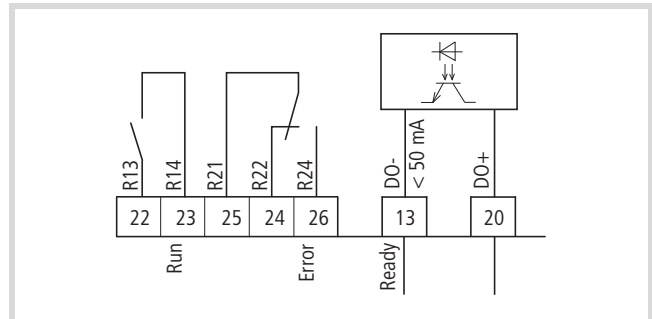 R13
R14
R21
R22
R24
DO-
< 50 mA
DO+
22
23
25
24
26
13
20
Run
Error
Ready